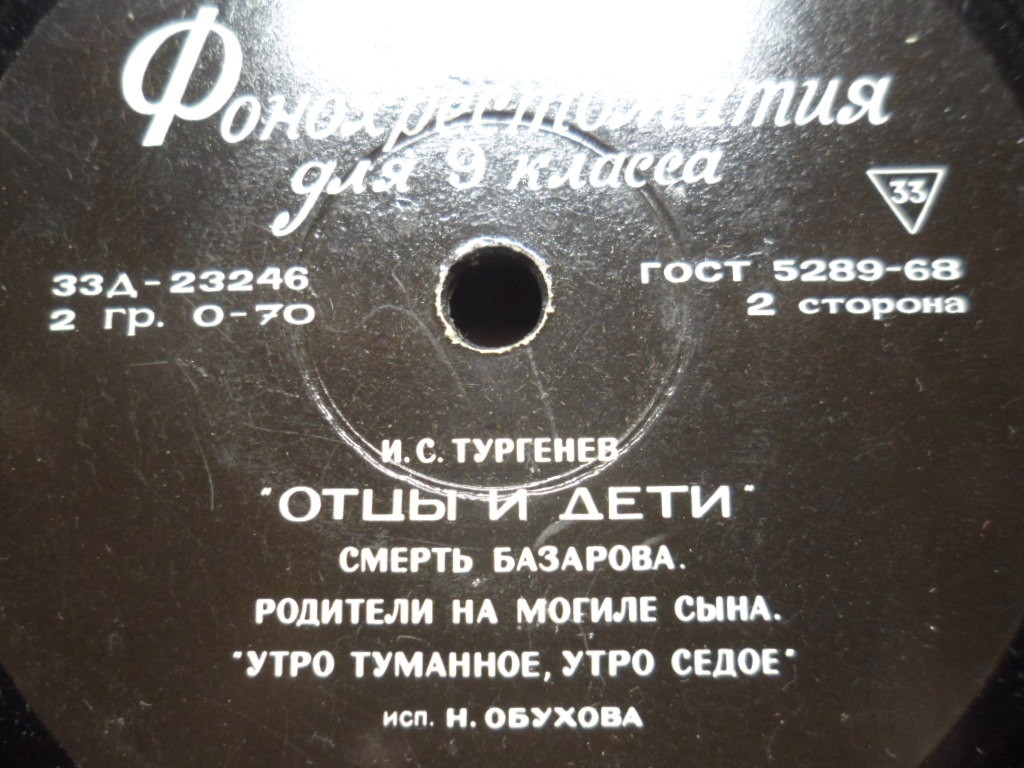 Фонохрестоматия
для 9 класса
33
33Д-23246
ГОСТ 5289-68
2 гр. 0-70
2 сторона
И.С. ТУРГЕНЕВ
"ОТЦЫ И ДЕТИ"
СМЕРТЬ БАЗАРОВА.
РОДИТЕЛИ НА МОГИЛЕ СЫНА.
"УТРО ТУМАННОЕ, УТРО СЕДОЕ"
исп. Н. ОБУХОВА